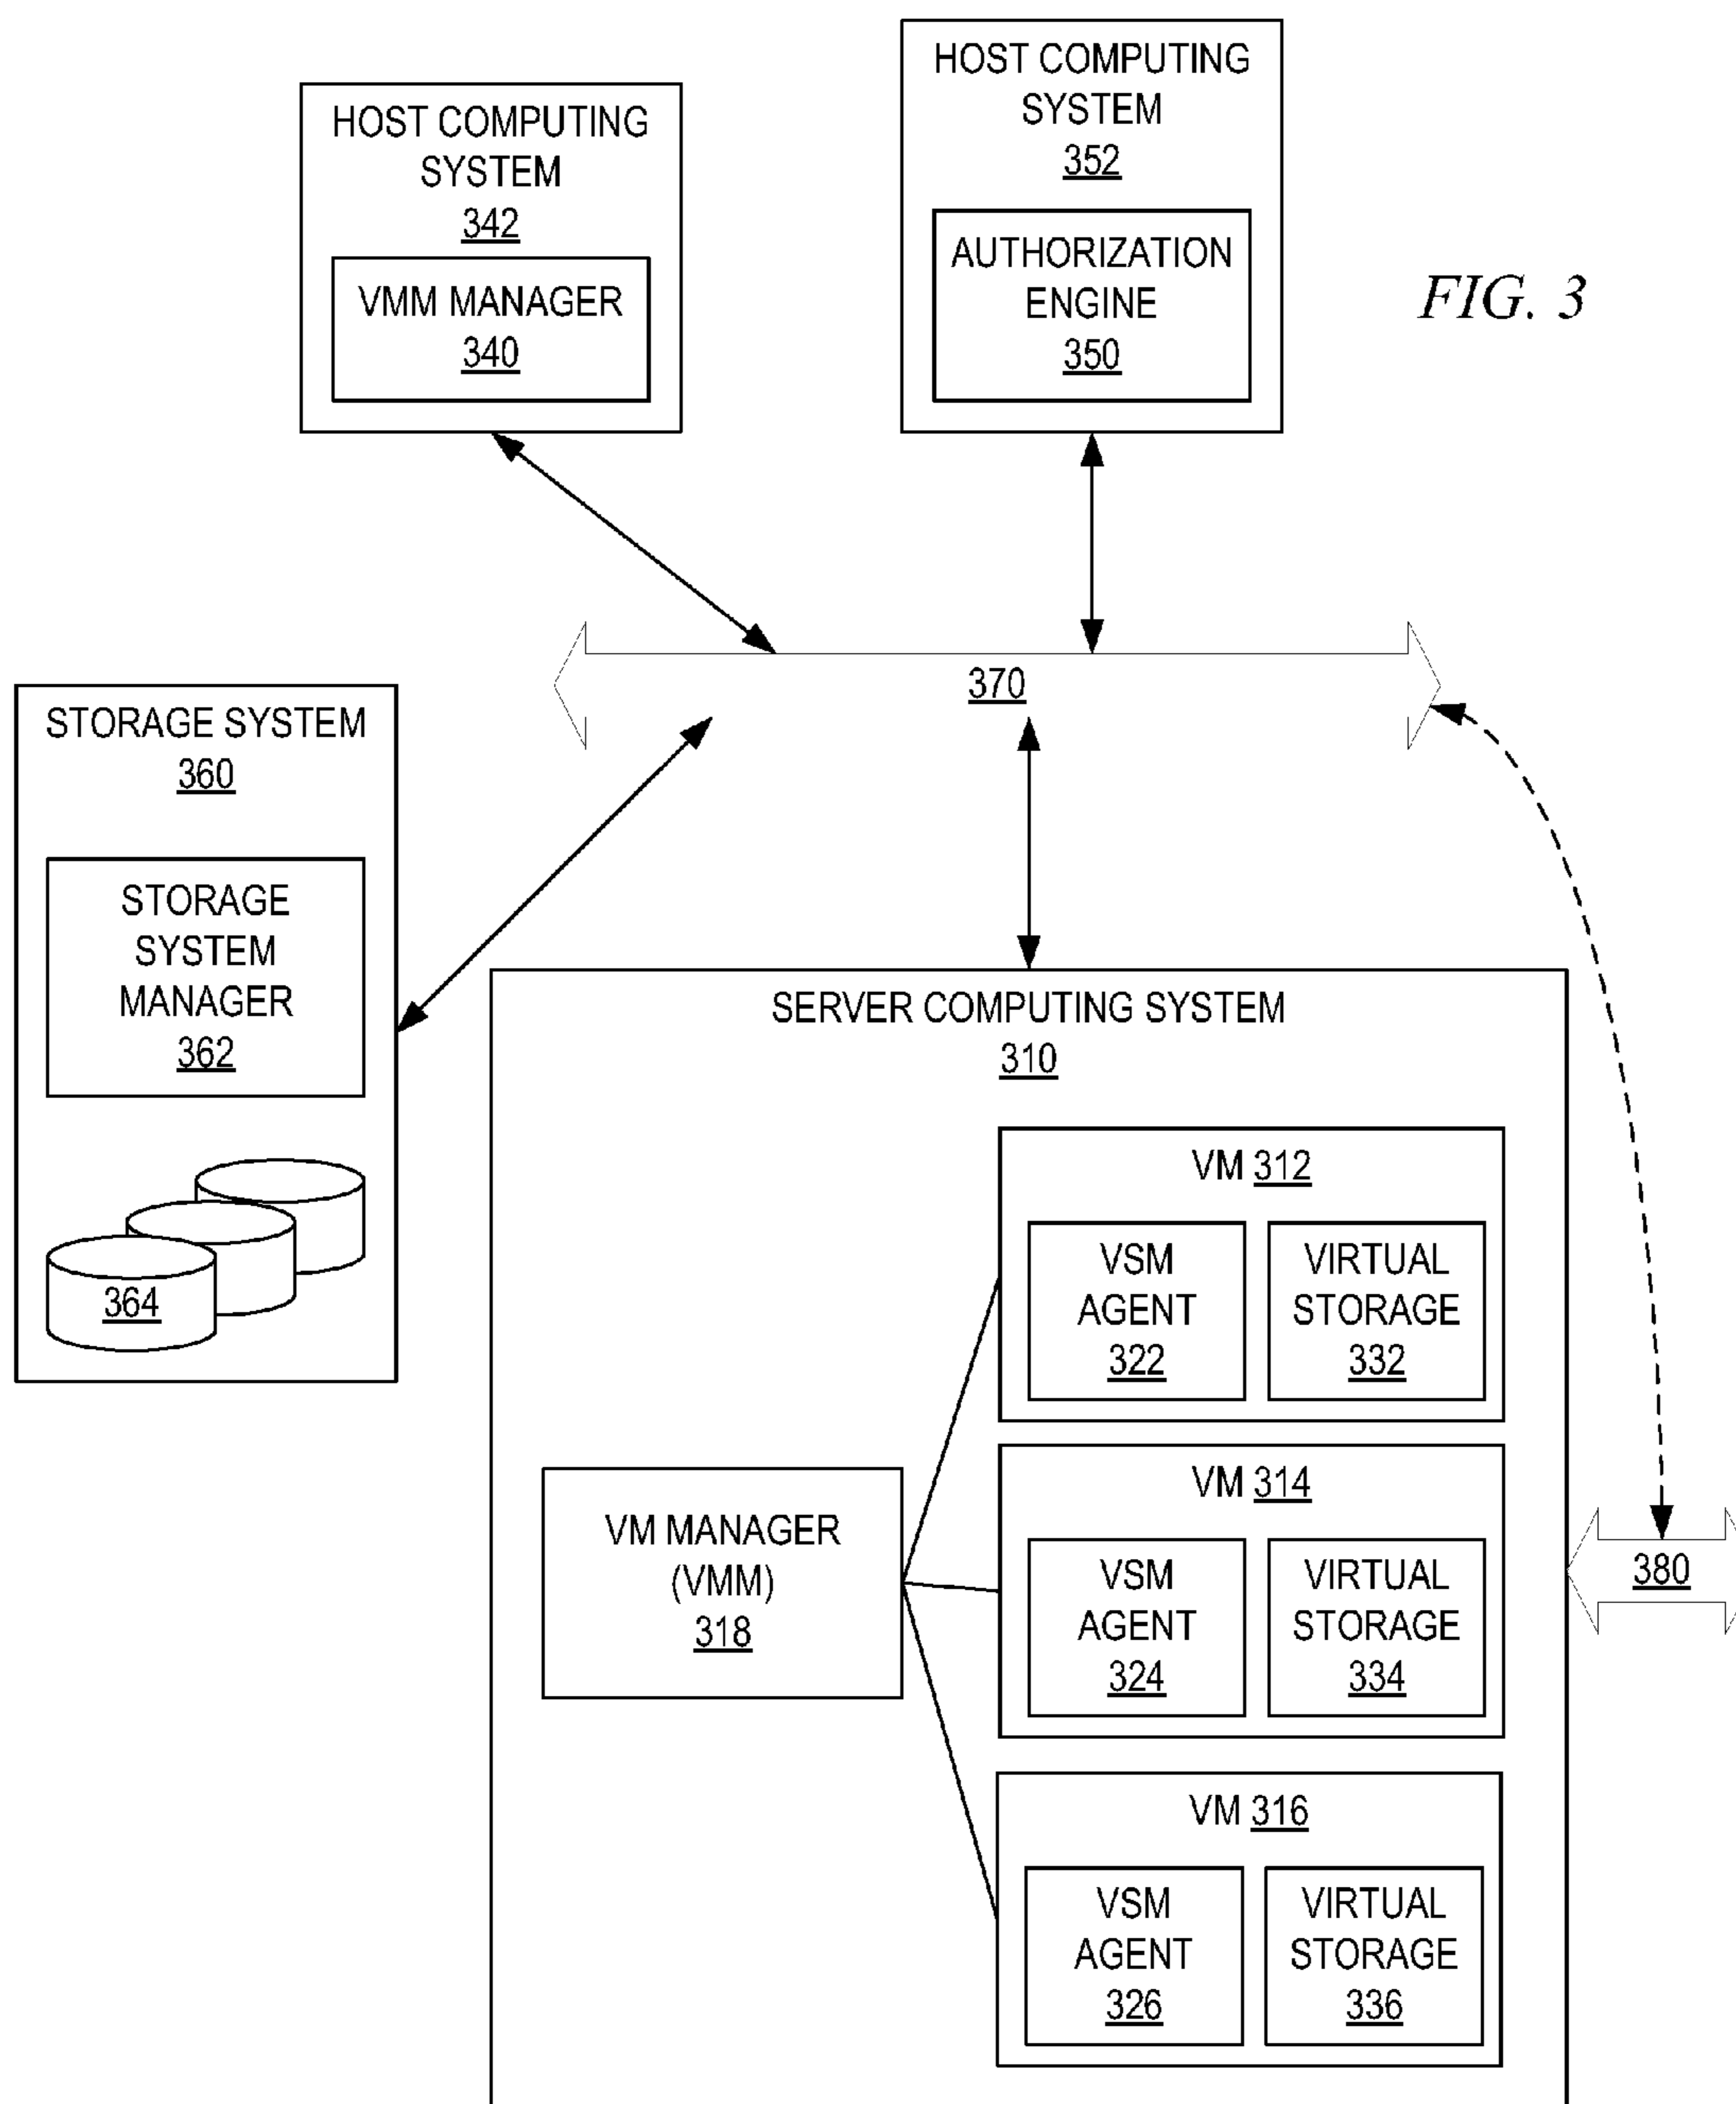 HOST COMPUTING
SYSTEM
342
VMM MANAGER
340
HOST COMPUTING
SYSTEM
352
AUTHORIZATION
ENGINE
350
FIG. 3
370
STORAGE SYSTEM
360
STORAGE
SYSTEM
MANAGER
362
364
SERVER COMPUTING SYSTEM
310
VM MANAGER
(VMM)
318
VM 312
VSM
AGENT
322
VIRTUAL
STORAGE
332
VM 314
VSM
AGENT
324
VIRTUAL
STORAGE
334
VM 316
VSM
AGENT
326
VIRTUAL
STORAGE
336
380